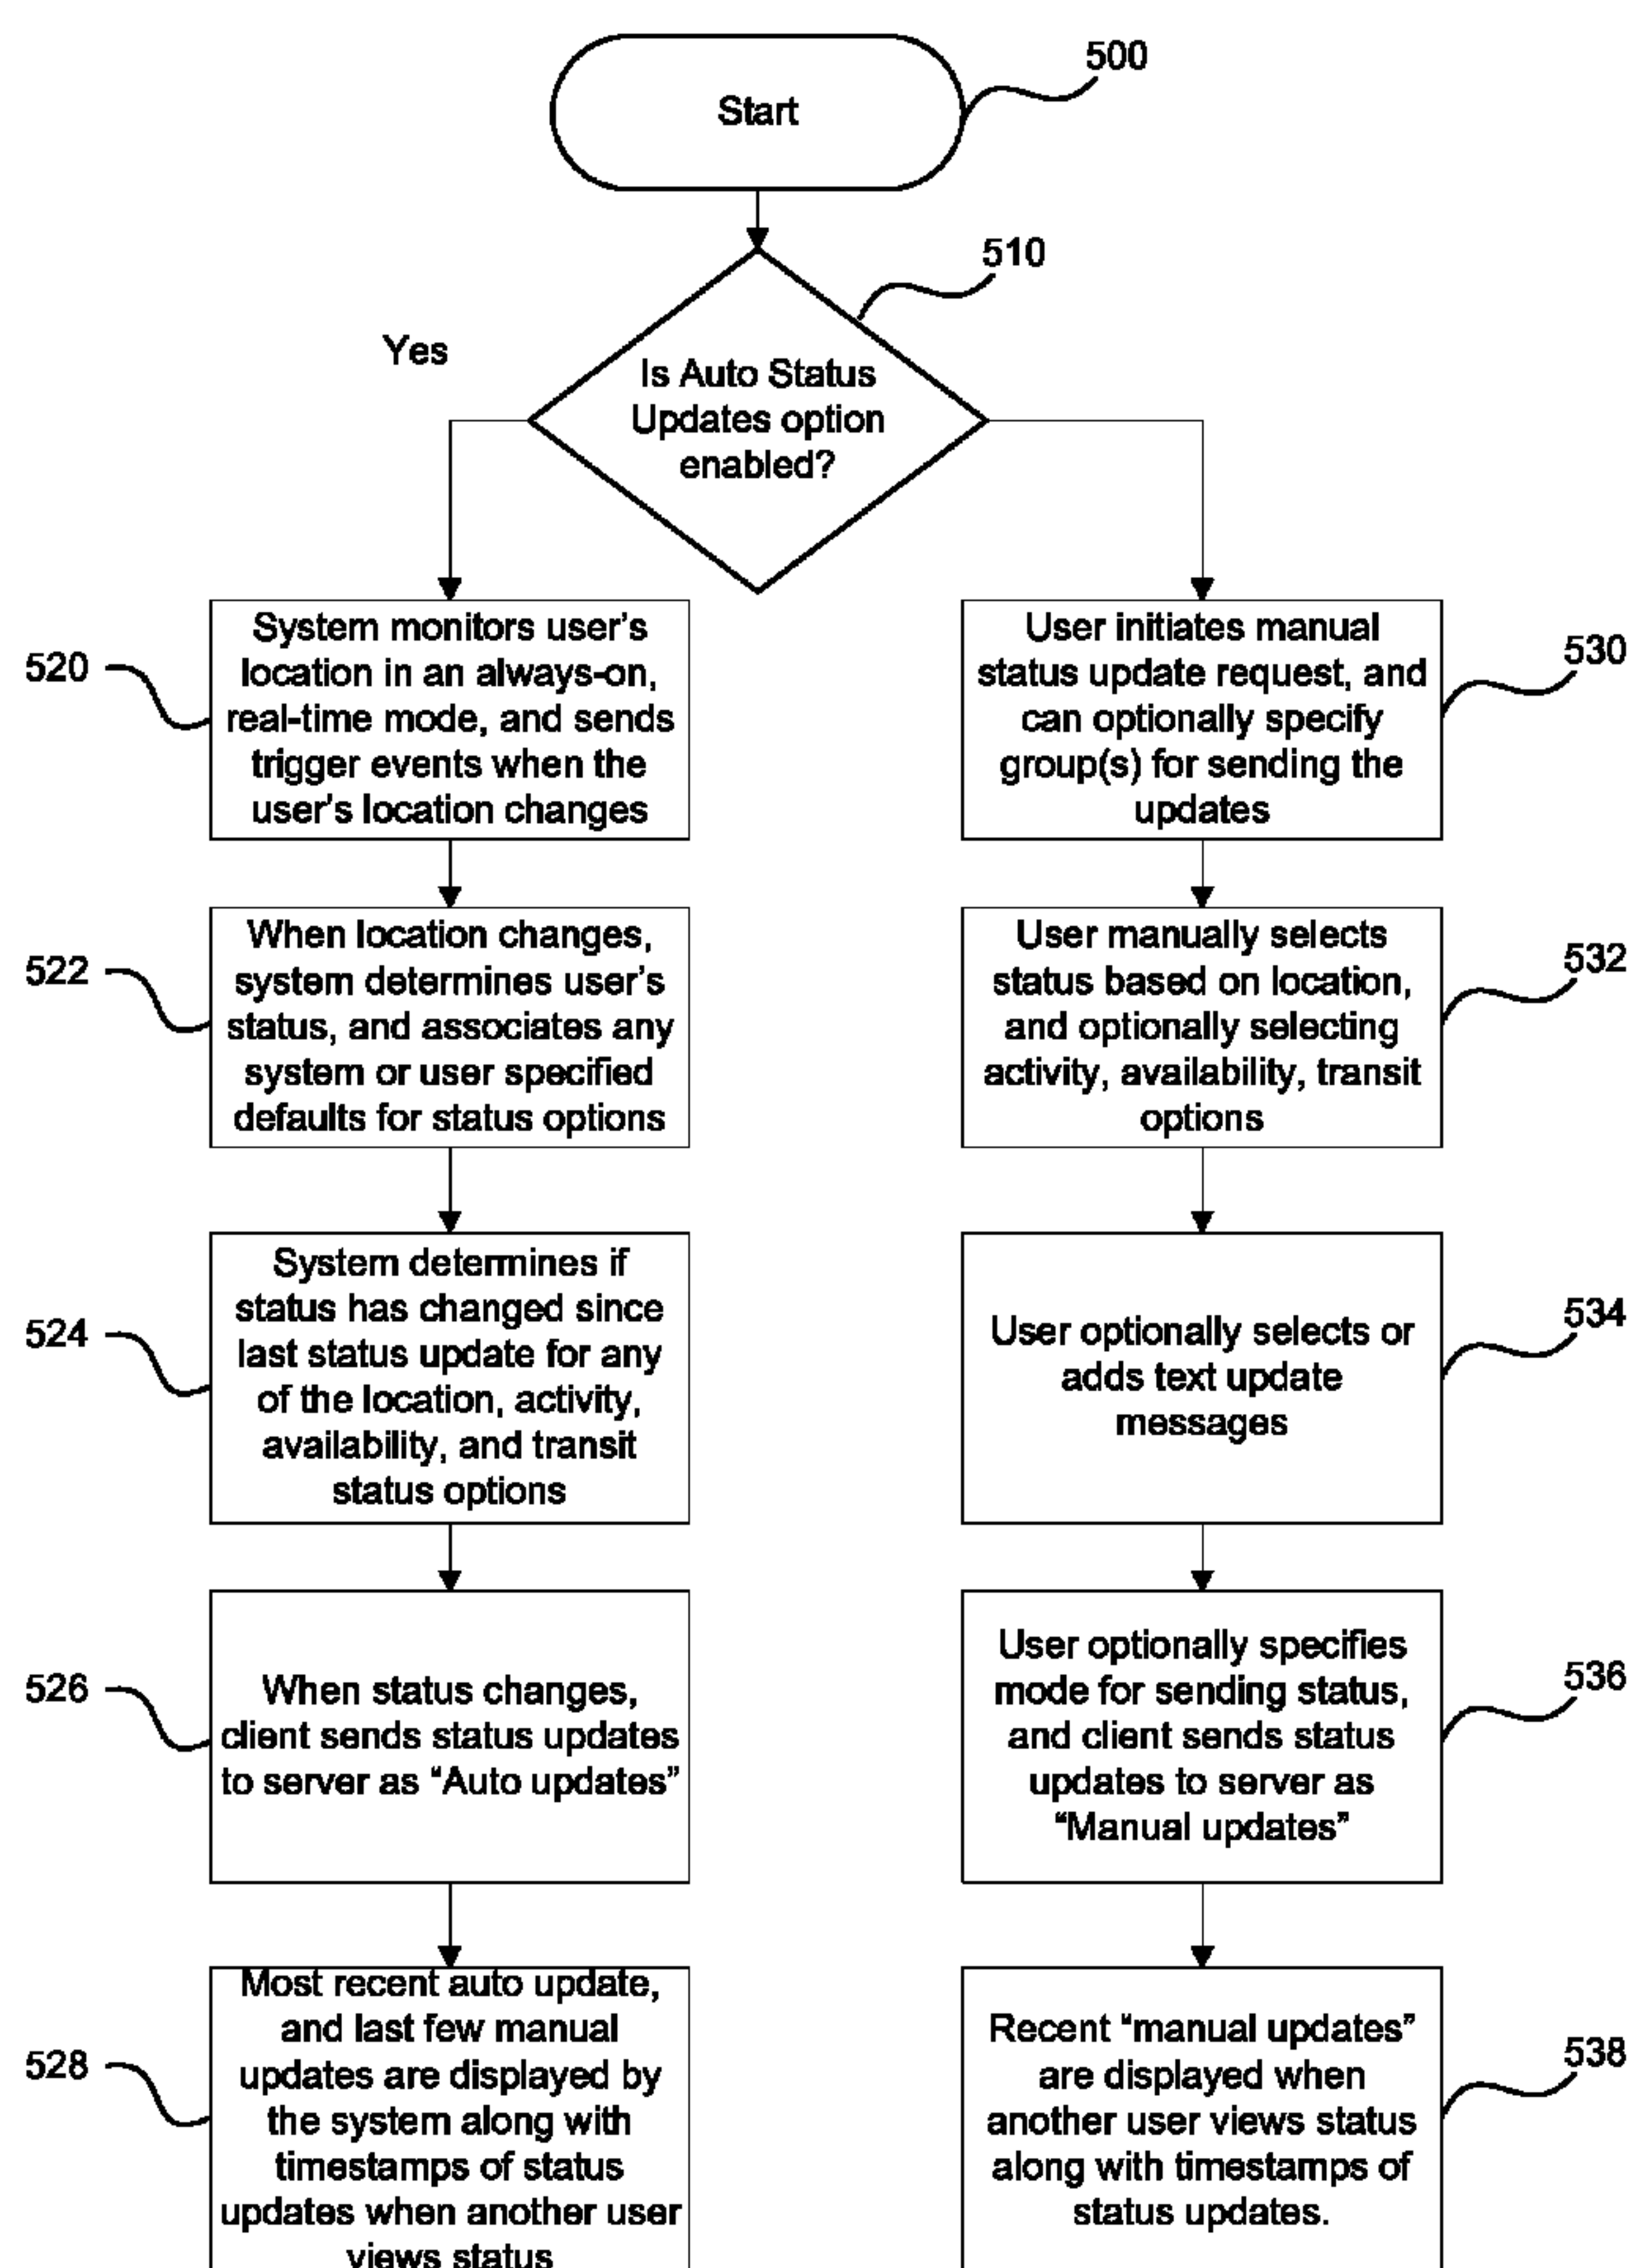 Start
500
510
Yes
Is Auto Status
Updates option
enabled?
520
System monitors user's
location in an always-on,
real-time mode, and sends
trigger events when the
user's location changes
User initiates manual
status update request, and
can optionally specify
group(s) for sending the
updates
530
522
When location changes,
system determines user's
status, and associates any
system or user specified
defaults for status options
User manually selects
status based on location,
and optionally selecting
activity, availability, transit
options
532
524
System determines if
status has changed since
last status update for any
of the location, activity,
availability, and transit
status options
User optionally selects or
adds text update
messages
534
526
When status changes,
client sends status updates
to server as “Auto updates”
User optionally specifies
mode for sending status,
and client sends status
updates to server as
“Manual updates”
536
528
Most recent auto update,
and last few manual
updates are displayed by
the system along with
timestamps of status
updates when another user
views status
Recent “manual updates”
are displayed when
another user views status
along with timestamps of
status updates.
538